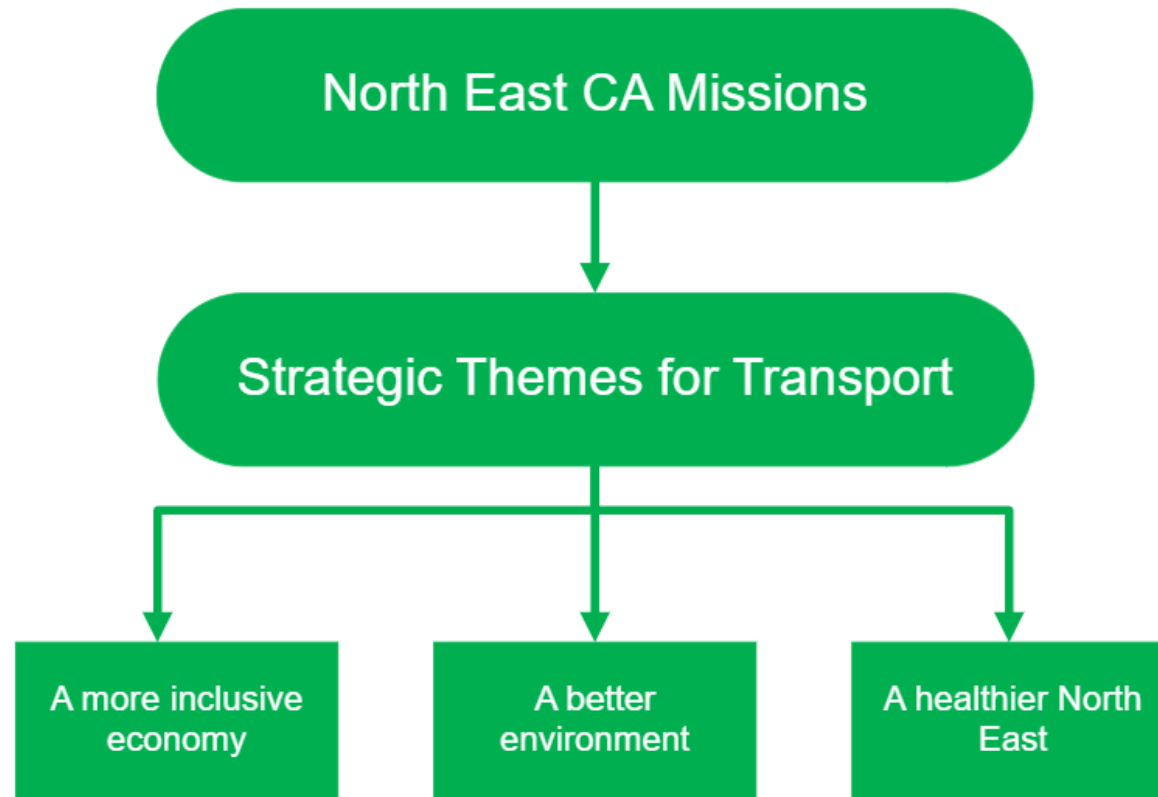 North East CA Missions
Strategic Themes for Transport
A more inclusive
economy
A better
environment
A healthier North
East